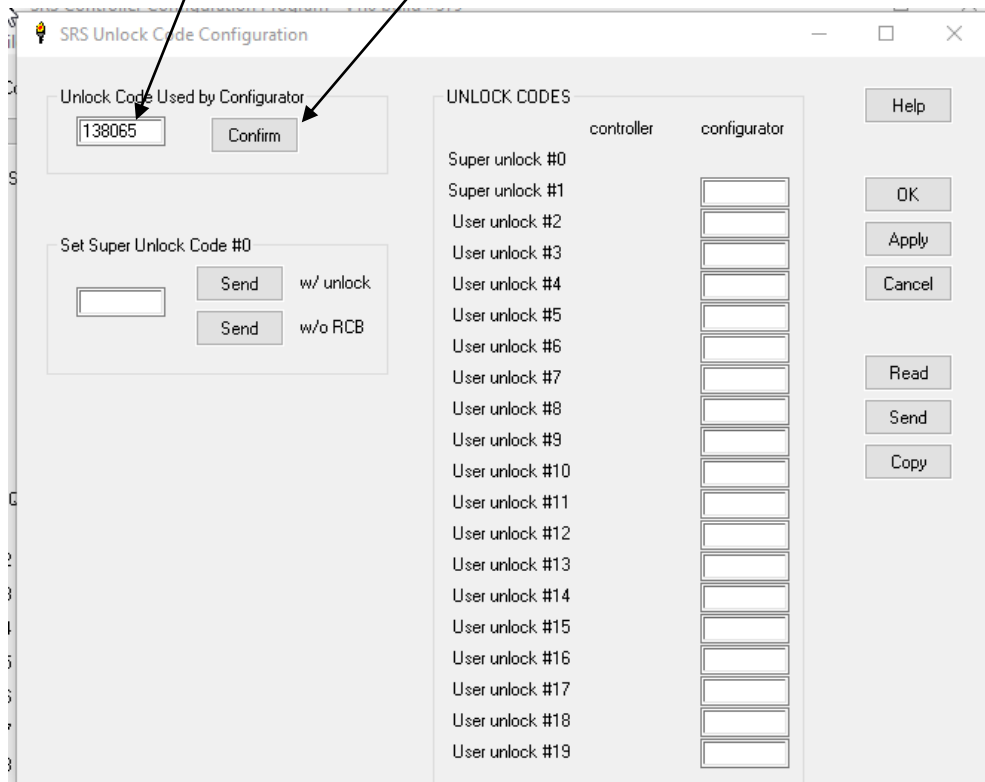 SRS Unlock Code Configuration
Unlock Code Used by Configurator
138065
Confirm
Set Super Unlock Code #0
Send w/ unlock
Send w/o RCB
UNLOCK CODES
controller configurator
Super unlock #0
Super unlock #1
User unlock #2
User unlock #3
User unlock #4
User unlock #5
User unlock #6
User unlock #7
User unlock #8
User unlock #9
User unlock #10
User unlock #11
User unlock #12
User unlock #13
User unlock #14
User unlock #15
User unlock #16
User unlock #17
User unlock #18
User unlock #19
Help
OK
Apply
Cancel
Read
Send
Copy